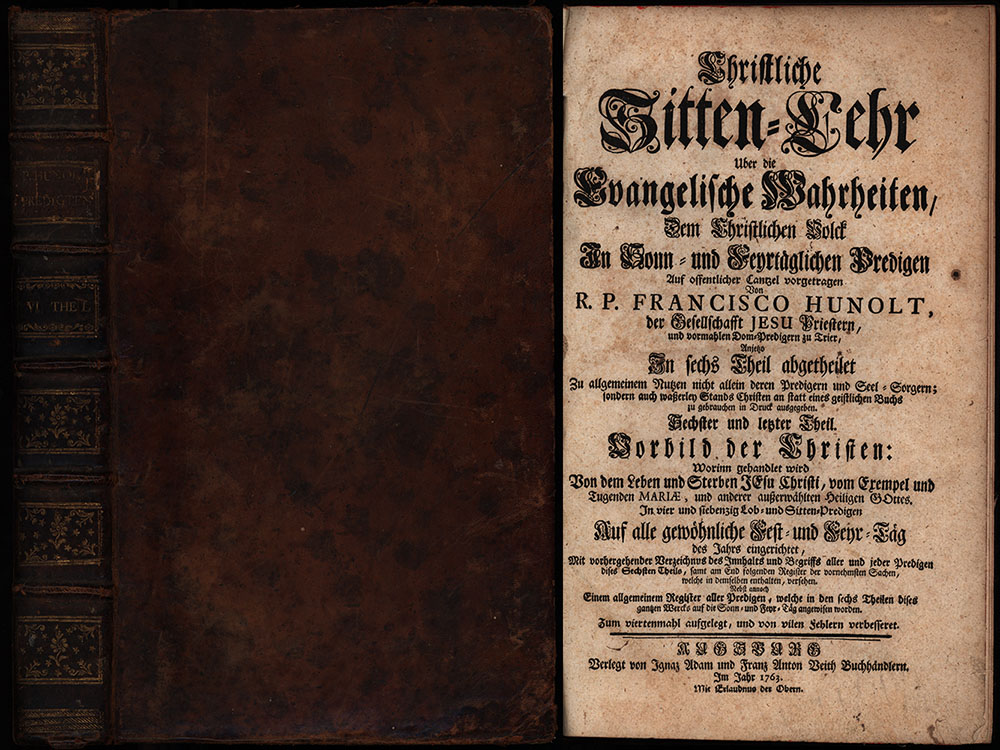 PREDIGTEN
VI THEI.
Christliche
Sitten-Lehr
Uber die
Evangelische Wahrheiten,
Dem Christlichen Volck
In Sonn- und Feyrtäglichen Predigen
Auf offentlicher Cantzel vorgetragen
Von
R. P. FRANCISCO HUNOLT,
der Gesellschafft JESU Priestern,
und vormahlen Dom-Predigern zu Trier,
Anjetzo
In sechs Theil abgetheilet
Zu allgemeinem Nutzen nicht allein deren Predigern und Seel-Sorgern;
sondern auch waßerley Stands Christen an statt eines geistlichen Buchs
zu gebrauchen in Druck ausgegeben.
Sechster und letzter Theil.
Vorbild der Christen:
Worinn gehandlet wird
Von dem Leben und Sterben JEsu Christi, vom Exempel und
Tugenden MARIÆ, und anderer außerwählten Heiligen GOttes.
In vier und siebenzig Lob- und Sitten-Predigen
Auf alle gewöhnliche Fest- und Feyr-Täg
des Jahrs eingerichtet,
Mit vorhergehender Verzeichnus des Innhalts und Begriffs aller und jeder Predigen
dises Sechsten Theils, samt am End folgenden Register der vornehmsten Sachen,
welche in demselben enthalten, versehen.
Nebst annoch
Einem allgemeinem Register aller Predigen, welche in den sechs Theilen dises
gantzen Wercks auf die Sonn- und Feyr-Täg angewisen worden.
Zum viertenmahl aufgelegt, und von vilen Fehlern verbesseret.
AUGSPURG
Verlegt von Ignaz Adam und Franz Anton Veith Buchhändlern.
Im Jahr 1763.
Mit Erlaubnus der Obern.